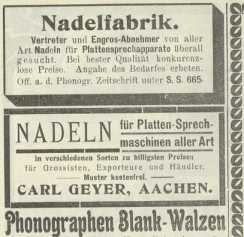 Nadelfabrik.
Vertreter und Engros-Abnehmer von aller
Art Nadeln für Plattensprechapparate überall
gesucht. Bei bester Qualität konkurenz-
lose Preise. Angabe des Bedarfes erbeten.
Off. a. d. Phonogr. Zeitschrift unter S. S. 665.
NADELN für Platten-Sprech-
maschinen aller Art
in verschiedenen Sorten zu billigsten Preisen
für Grossisten, Exporteure und Händler.
Muster kostenfrei.
CARL GEYER, AACHEN.
Phonographen Blank-Walzen